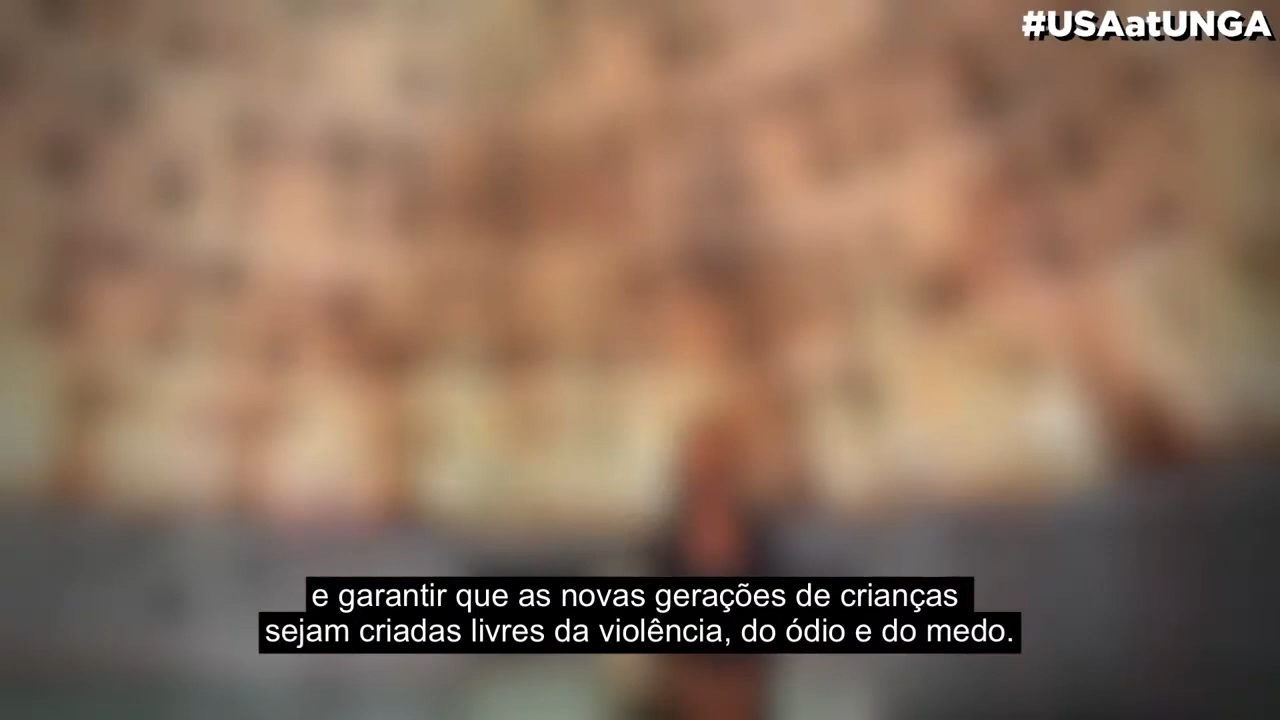 #USAatUNGA
e garantir que as novas gerações de crianças
sejam criadas livres da violência, do ódio e do medo.